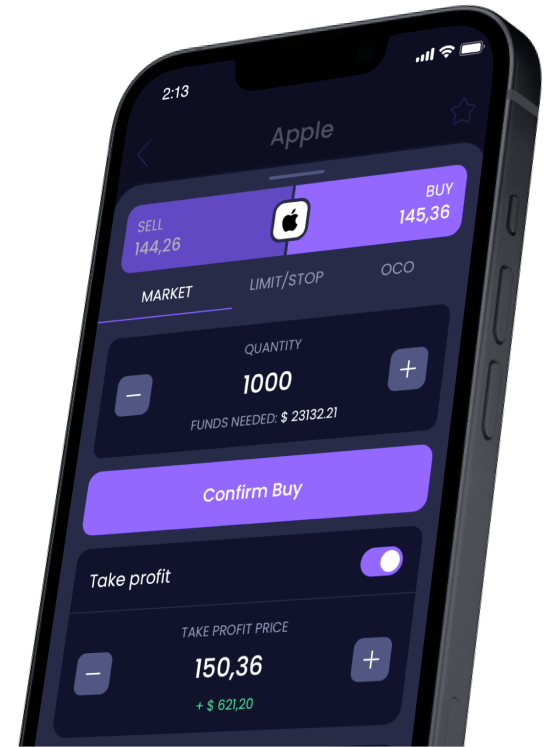 2:13
Apple
SELL
144,26
BUY
145,36
MARKET
LIMIT/STOP
OCO
QUANTITY
1000
FUNDS NEEDED: $ 23132.21
Confirm Buy
Take profit
TAKE PROFIT PRICE
150,36
+ $ 621,20